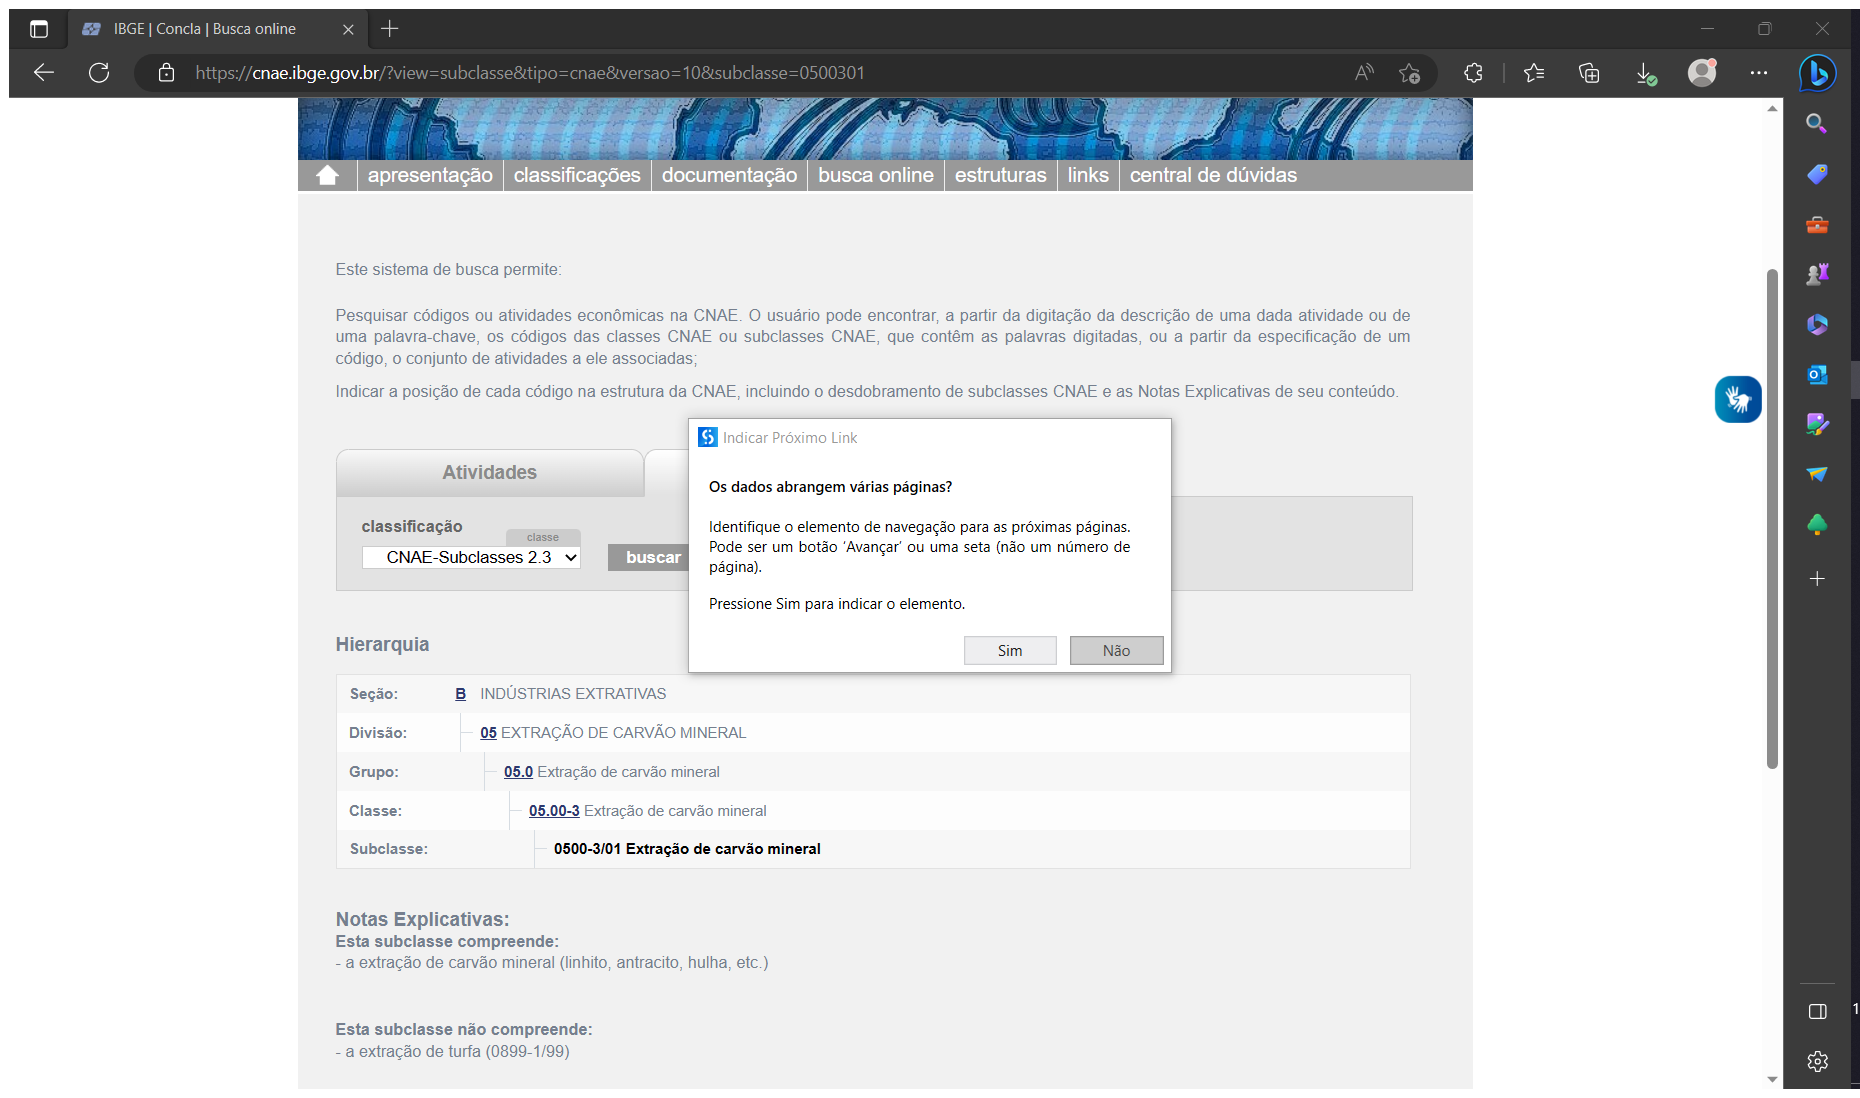 IBGE | Concla | Busca online
https://cnae.ibge.gov.br/?view=subclasse&tipo=cnae&versao=10&subclasse=0500301
apresentação
classificações
documentação
busca online
estruturas
links
central de dúvidas
Este sistema de busca permite:
Pesquisar códigos ou atividades econômicas na CNAE. O usuário pode encontrar, a partir da digitação da descrição de uma dada atividade ou de
uma palavra-chave, os códigos das classes CNAE ou subclasses CNAE, que contêm as palavras digitadas, ou a partir da especificação de um
código, o conjunto de atividades a ele associadas;
Indicar a posição de cada código na estrutura da CNAE, incluindo o desdobramento de subclasses CNAE e as Notas Explicativas de seu conteúdo.
Atividades
classificação
classe
CNAE-Subclasses 2.3
buscar
Indicar Próximo Link
Os dados abrangem várias páginas?
Identifique o elemento de navegação para as próximas páginas.
Pode ser um botão ‘Avançar’ ou uma seta (não um número de
página).
Pressione Sim para indicar o elemento.
Sim
Não
Hierarquia
Seção: B INDÚSTRIAS EXTRATIVAS
Divisão: 05 EXTRAÇÃO DE CARVÃO MINERAL
Grupo: 05.0 Extração de carvão mineral
Classe: 05.00-3 Extração de carvão mineral
Subclasse: 0500-3/01 Extração de carvão mineral
Notas Explicativas:
Esta subclasse compreende:
- a extração de carvão mineral (linhito, antracito, hulha, etc.)
Esta subclasse não compreende:
- a extração de turfa (0899-1/99)
1